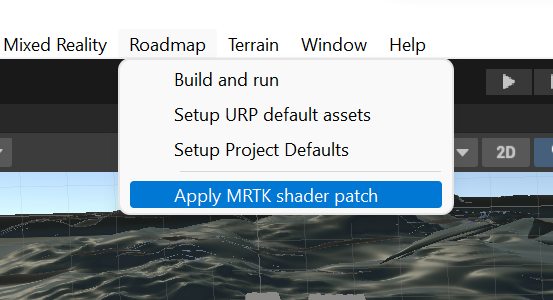 Mixed Reality Roadmap Terrain Window Help
Build and run
Setup URP default assets
Setup Project Defaults
2D
Apply MRTK shader patch